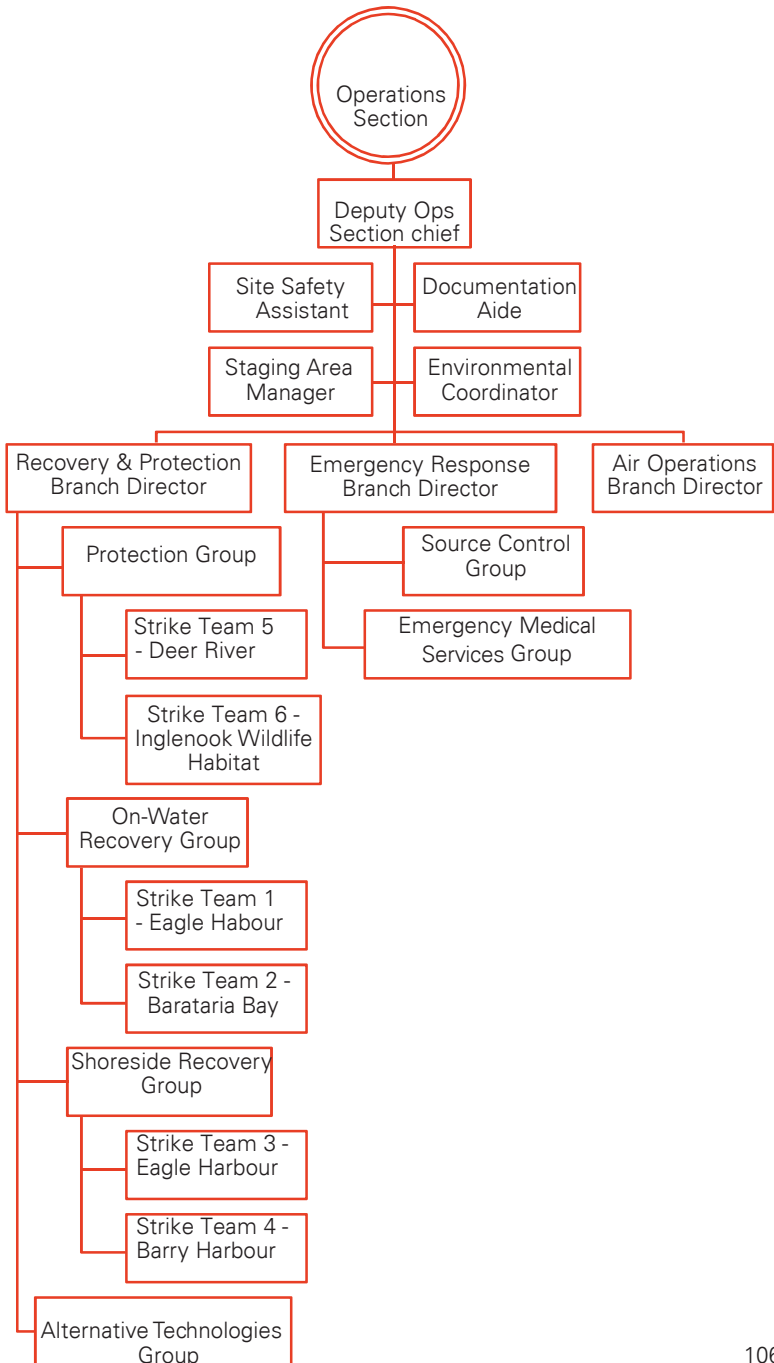 Operations
Section
Deputy Ops
Section chief
Site Safety
Assistant
Documentation
Aide
Staging Area
Manager
Environmental
Coordinator
Recovery & Protection
Branch Director
Emergency Response
Branch Director
Air Operations
Branch Director
Protection Group
Source Control
Group
Strike Team 5
- Deer River
Emergency Medical
Services Group
Strike Team 6 -
Inglenook Wildlife
Habitat
On-Water
Recovery Group
Strike Team 1
- Eagle Habour
Strike Team 2 -
Barataria Bay
Shoreside Recovery
Group
Strike Team 3 -
Eagle Harbour
Strike Team 4 -
Barry Harbour
Alternative Technologies
Group
106